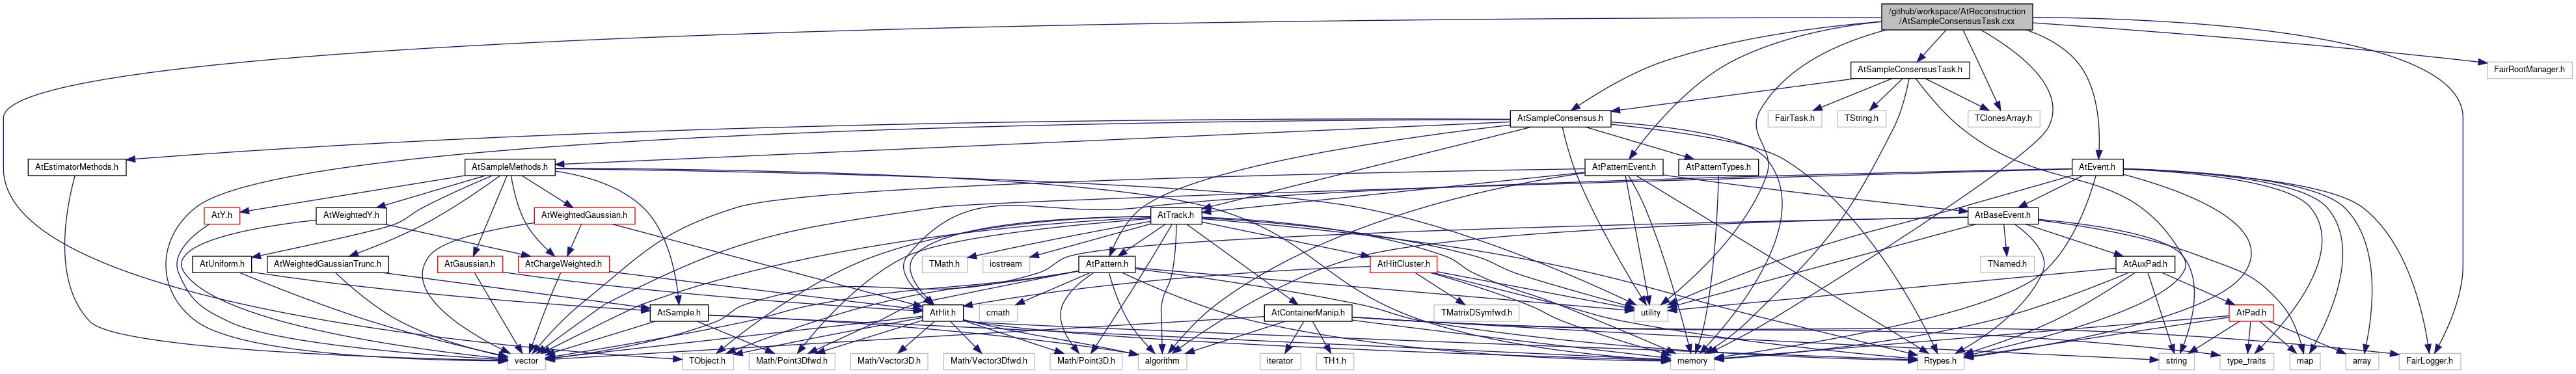 /github/workspace/AtReconstruction
/AtSampleConsensusTask.cxx
AtSampleConsensusTask.h
FairRootManager.h
AtSampleConsensus.h
FairTask.h
TString.h
TClonesArray.h
AtEstimatorMethods.h
AtSampleMethods.h
AtPatternEvent.h
AtPatternTypes.h
AtEvent.h
AtY.h
AtWeightedY.h
AtWeightedGaussian.h
AtTrack.h
AtBaseEvent.h
AtUniform.h
AtWeightedGaussianTrunc.h
AtGaussian.h
AtChargeWeighted.h
TMath.h
iostream
AtPattern.h
AtHitCluster.h
TNamed.h
AtAuxPad.h
AtSample.h
AtHit.h
cmath
AtContainerManip.h
TMatrixDSymfwd.h
utility
AtPad.h
vector
TObject.h
Math/Point3Dfwd.h
Math/Vector3D.h
Math/Vector3Dfwd.h
Math/Point3D.h
algorithm
iterator
TH1.h
memory
Rtypes.h
string
type_traits
map
array
FairLogger.h